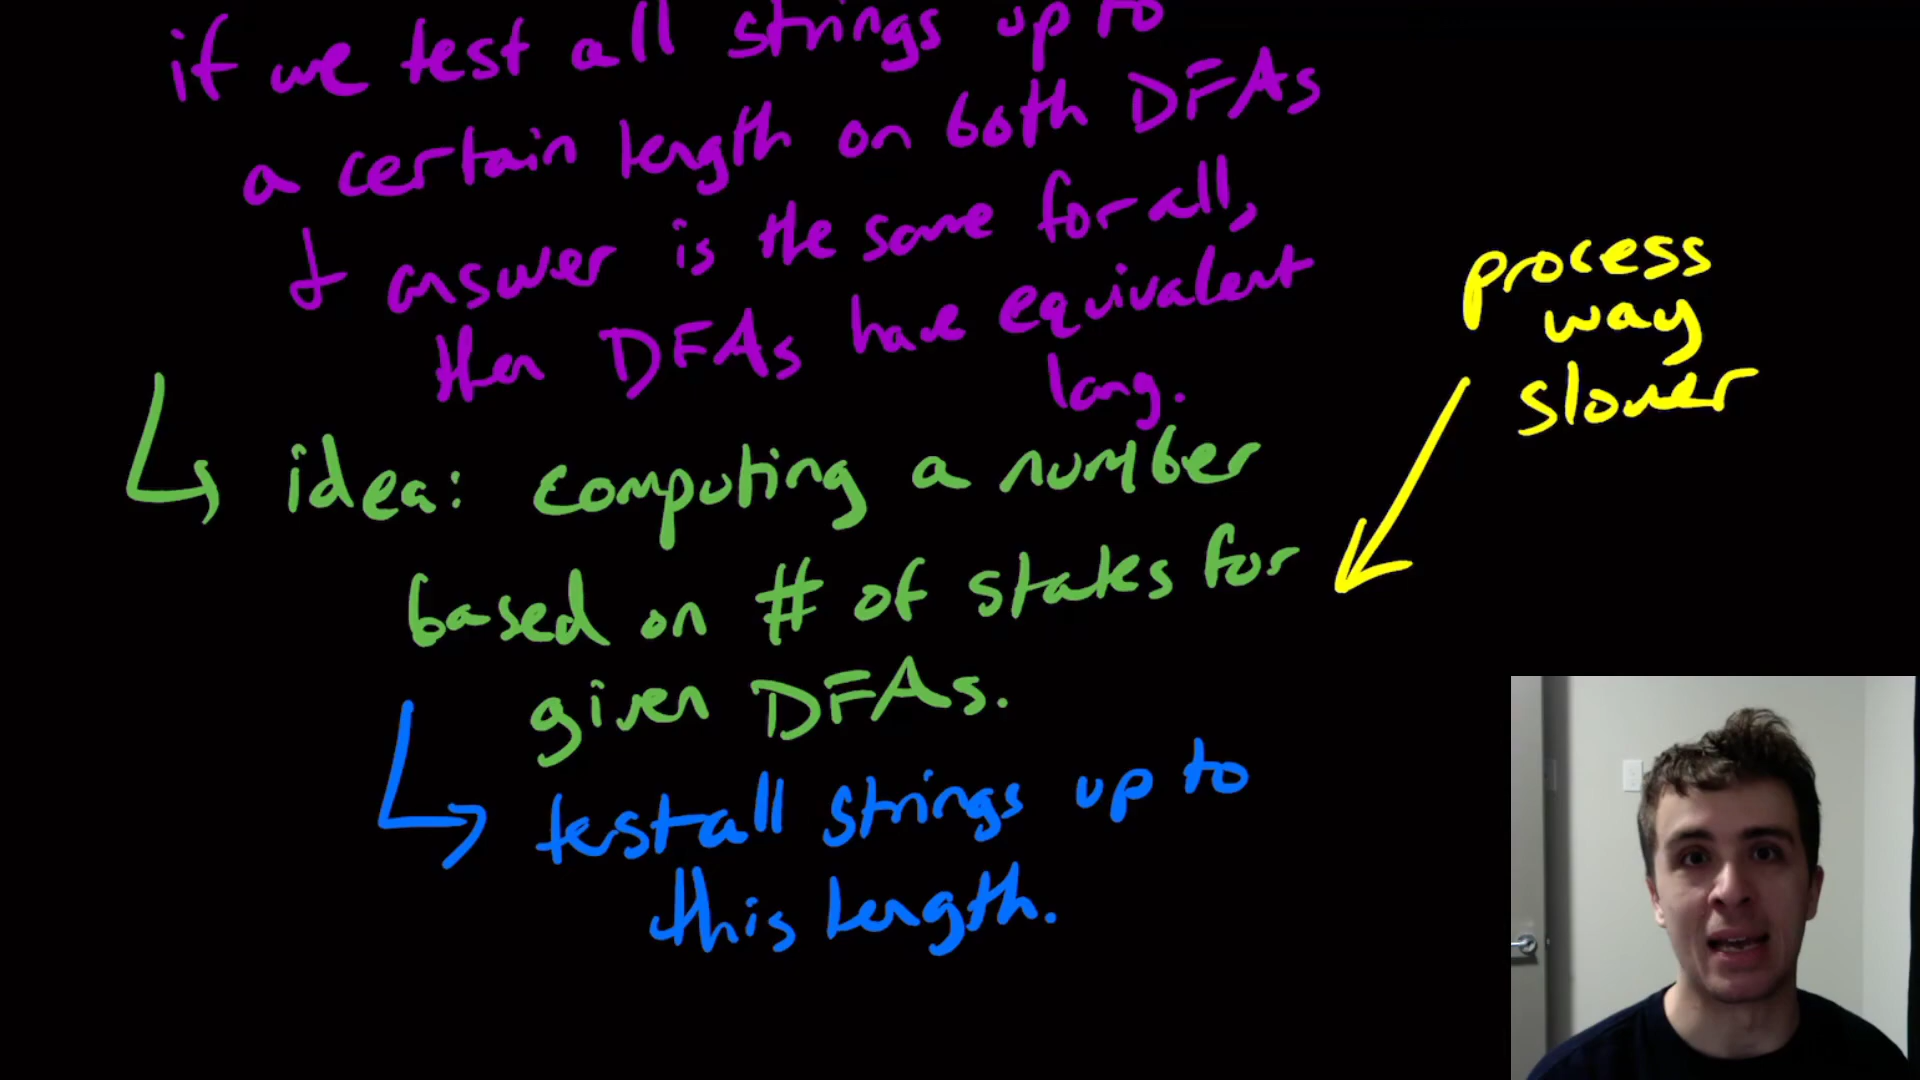 if we test all strings up to
a certain length on both DFAs
& answer is the same for all,
then DFAs have equivalent
lang.
process
way
slower
idea: computing a number
based on # of states for
given DFAs.
test all strings up to
this length.